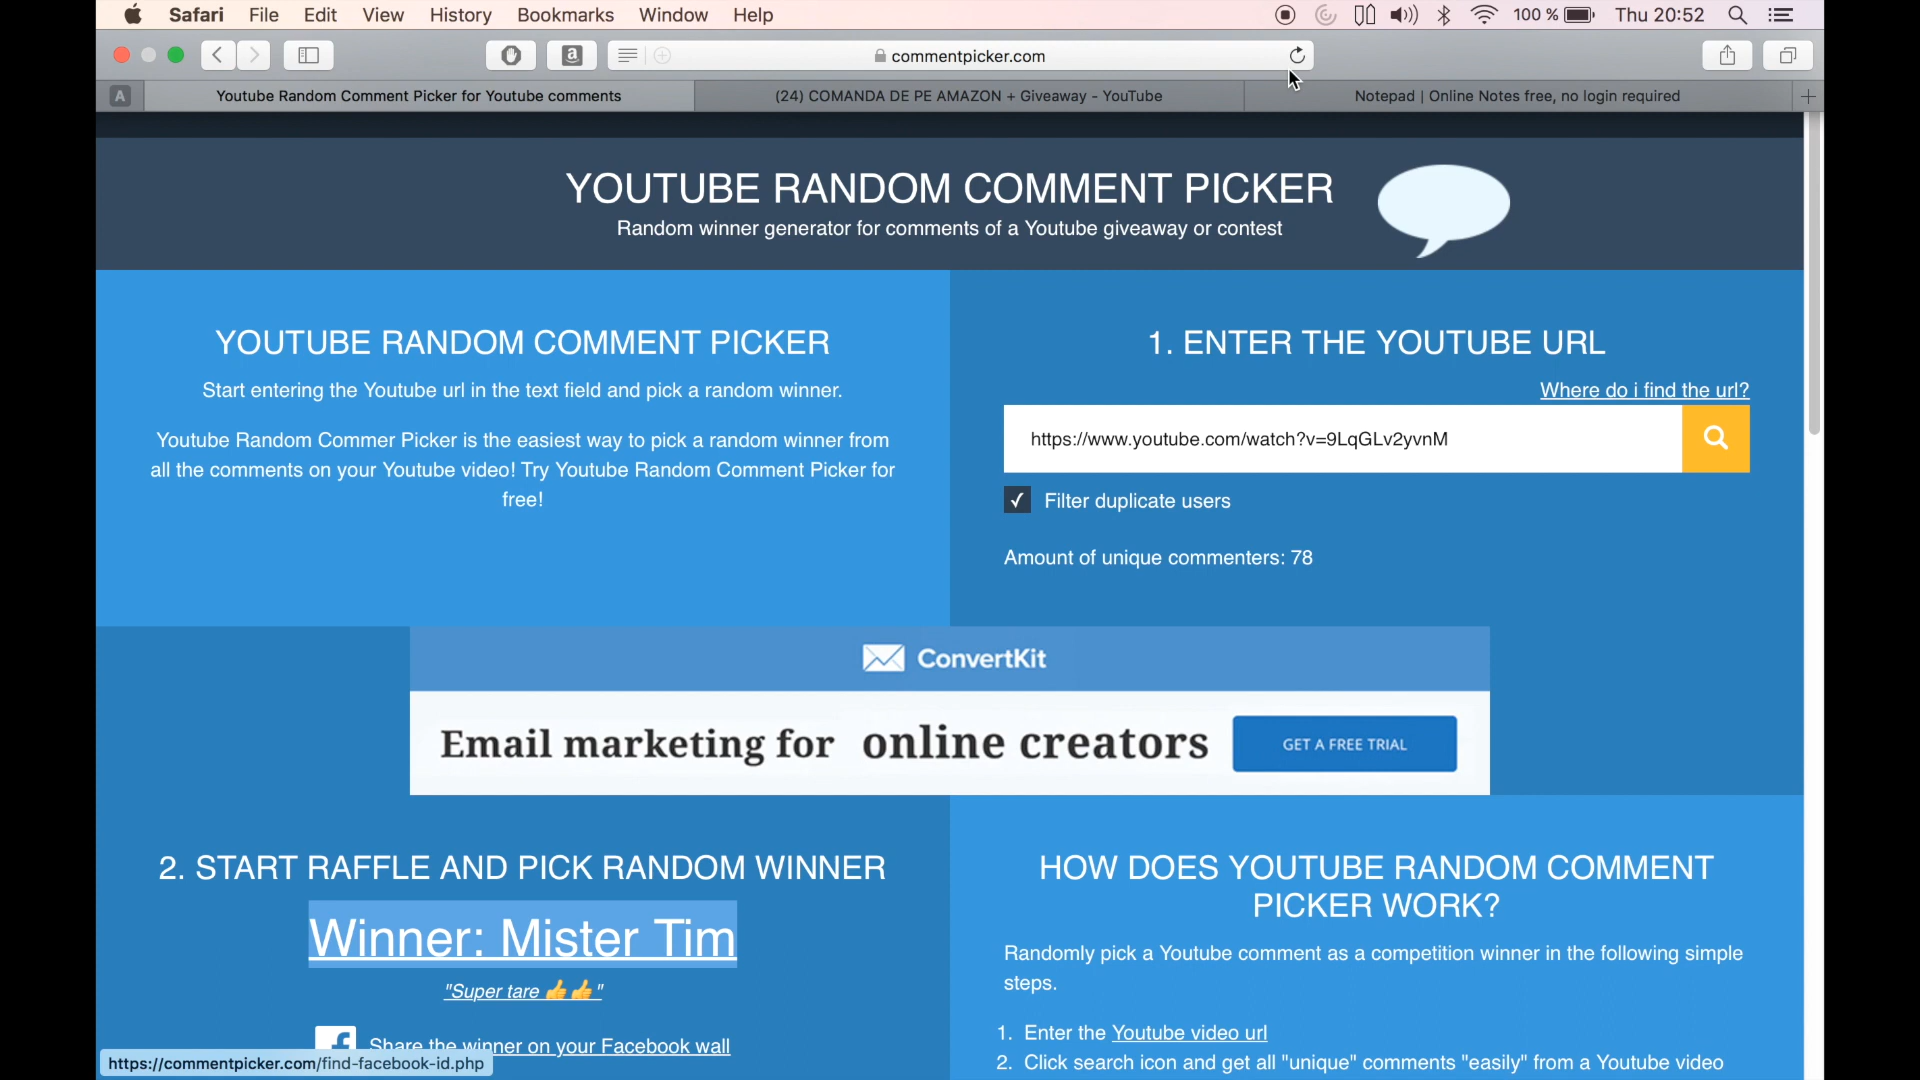 Safari File Edit View History Bookmarks Window Help 100 % Thu 20:52
commentpicker.com
A Youtube Random Comment Picker for Youtube comments (24) COMANDA DE PE AMAZON + Giveaway - YouTube Notepad | Online Notes free, no login required
YOUTUBE RANDOM COMMENT PICKER
Random winner generator for comments of a Youtube giveaway or contest
YOUTUBE RANDOM COMMENT PICKER
Start entering the Youtube url in the text field and pick a random winner.
Youtube Random Commer Picker is the easiest way to pick a random winner from
all the comments on your Youtube video! Try Youtube Random Comment Picker for
free!
1. ENTER THE YOUTUBE URL
Where do i find the url?
https://www.youtube.com/watch?v=9LqGLv2yvnM
Filter duplicate users
Amount of unique commenters: 78
ConvertKit
Email marketing for online creators GET A FREE TRIAL
2. START RAFFLE AND PICK RANDOM WINNER
Winner: Mister Tim
"Super tare 👍👍"
Share the winner on your Facebook wall
HOW DOES YOUTUBE RANDOM COMMENT
PICKER WORK?
Randomly pick a Youtube comment as a competition winner in the following simple
steps.
1. Enter the Youtube video url
2. Click search icon and get all "unique" comments "easily" from a Youtube video
https://commentpicker.com/find-facebook-id.php